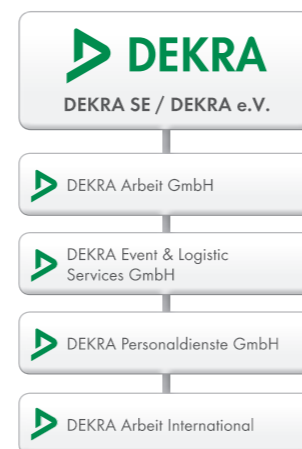 DEKRA
DEKRA SE / DEKRA e.V.
DEKRA Arbeit GmbH
DEKRA Event & Logistic
Services GmbH
DEKRA Personaldienste GmbH
DEKRA Arbeit International